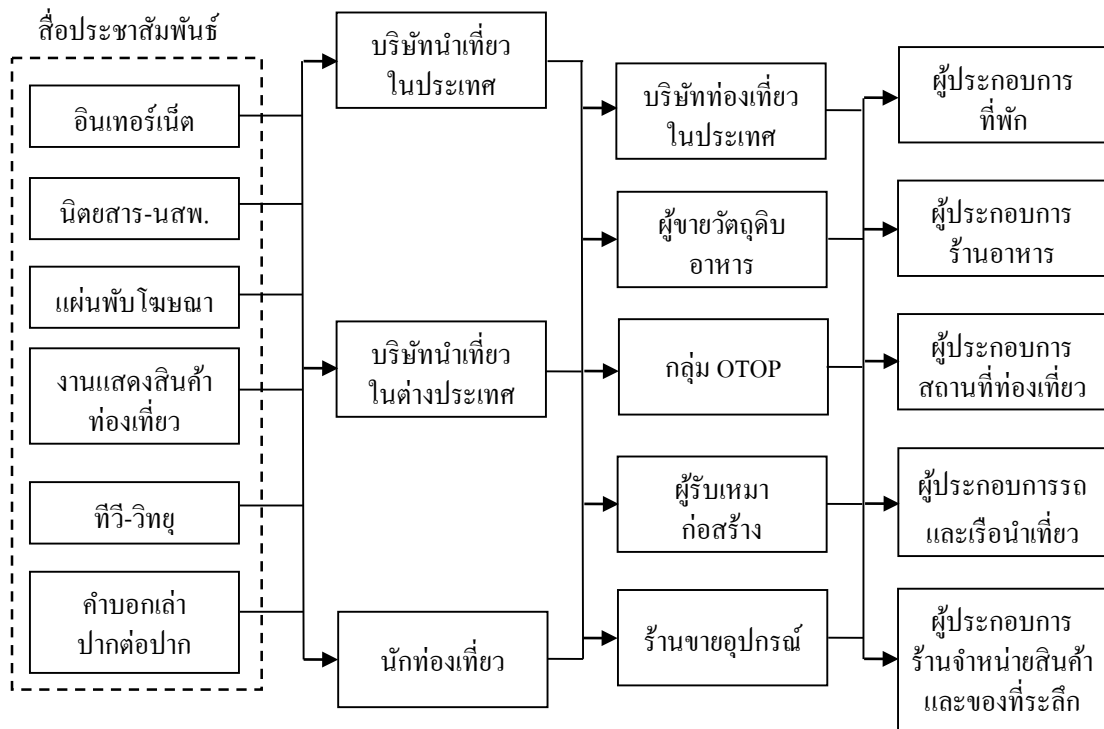 สื่อประชาสัมพันธ์
อินเทอร์เน็ต
นิตยสาร-นสพ.
แผ่นพับโฆษณา
งานแสดงสินค้า
ท่องเที่ยว
ทีวี-วิทยุ
คำบอกเล่า
ปากต่อปาก
บริษัทนำเที่ยว
ในประเทศ
บริษัทนำเที่ยว
ในต่างประเทศ
นักท่องเที่ยว
บริษัทท่องเที่ยว
ในประเทศ
ผู้ขายวัตถุดิบ
อาหาร
กลุ่ม OTOP
ผู้รับเหมา
ก่อสร้าง
ร้านขายอุปกรณ์
ผู้ประกอบการ
ที่พัก
ผู้ประกอบการ
ร้านอาหาร
ผู้ประกอบการ
สถานที่ท่องเที่ยว
ผู้ประกอบการรถ
และเรือนำเที่ยว
ผู้ประกอบการ
ร้านจำหน่ายสินค้า
และของที่ระลึก